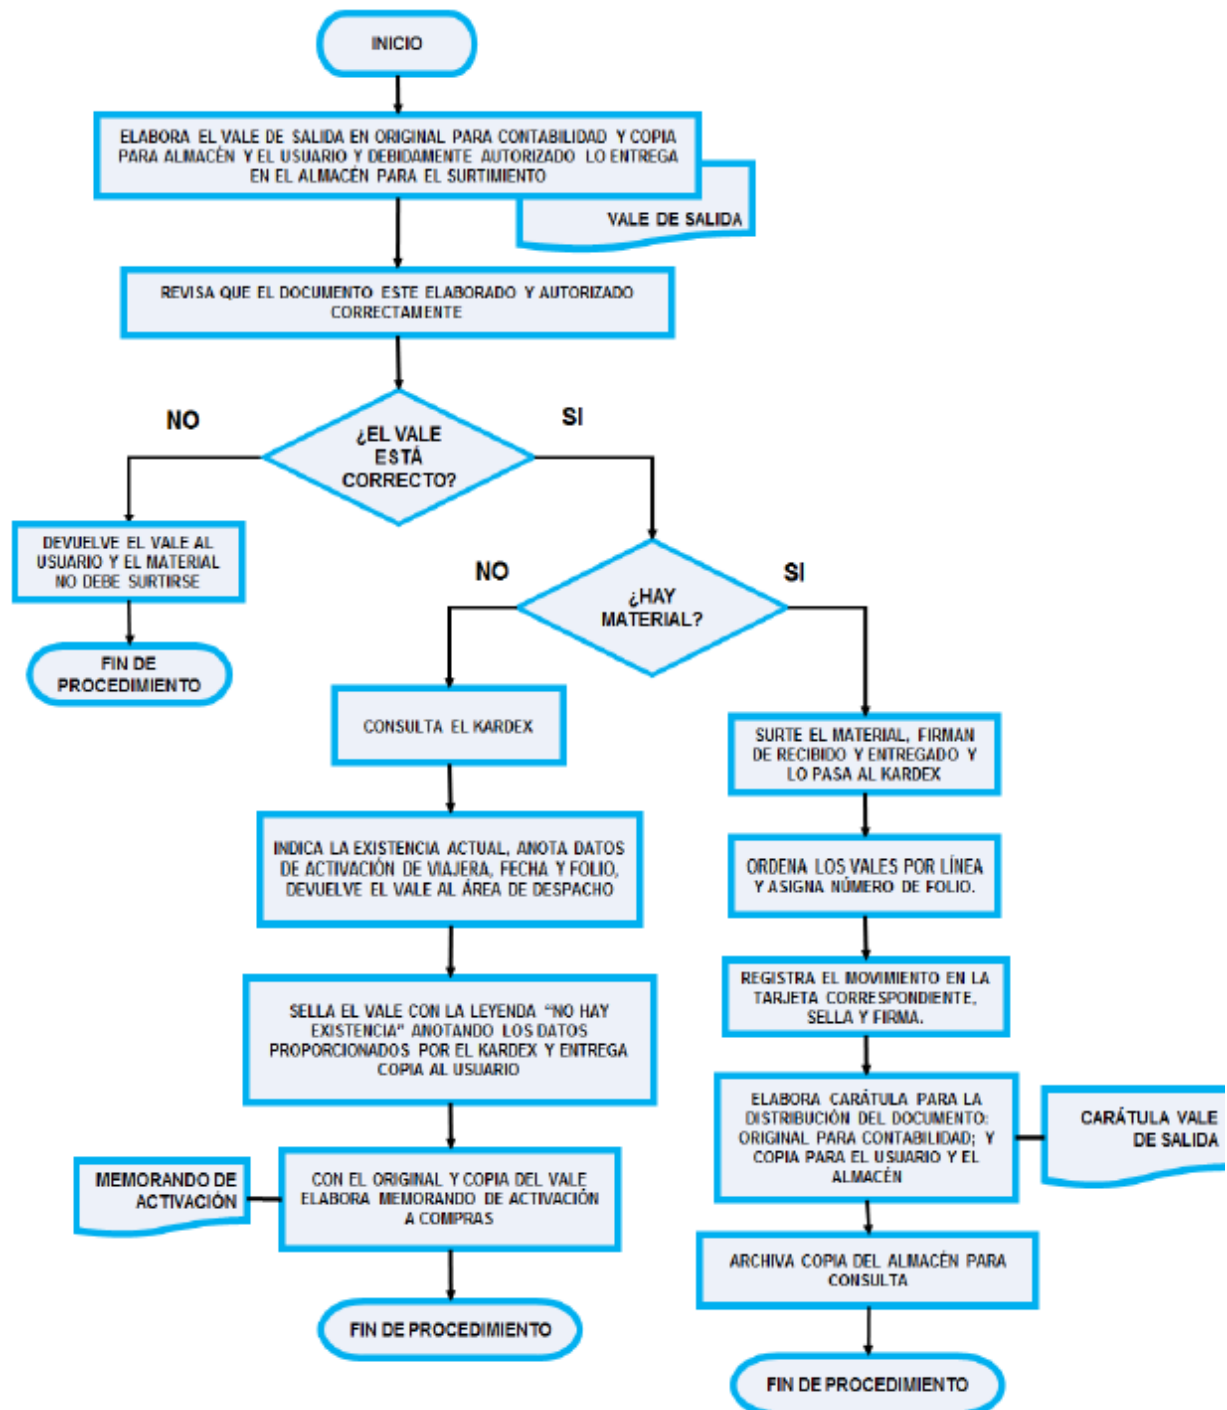 INICIO
ELABORA EL VALE DE SALIDA EN ORIGINAL PARA CONTABILIDAD Y COPIA
PARA ALMACÉN Y EL USUARIO Y DEBIDAMENTE AUTORIZADO LO ENTREGA
EN EL ALMACÉN PARA EL SURTIMIENTO
VALE DE SALIDA
REVISA QUE EL DOCUMENTO ESTE ELABORADO Y AUTORIZADO
CORRECTAMENTE
NO
SI
¿EL VALE
ESTÁ
CORRECTO?
DEVUELVE EL VALE AL
USUARIO Y EL MATERIAL
NO DEBE SURTIRSE
FIN DE
PROCEDIMIENTO
NO
SI
¿HAY
MATERIAL?
CONSULTA EL KARDEX
INDICA LA EXISTENCIA ACTUAL, ANOTA DATOS
DE ACTIVACIÓN DE VIAJERA, FECHA Y FOLIO,
DEVUELVE EL VALE AL ÁREA DE DESPACHO
SELLA EL VALE CON LA LEYENDA “NO HAY
EXISTENCIA” ANOTANDO LOS DATOS
PROPORCIONADOS POR EL KARDEX Y ENTREGA
COPIA AL USUARIO
MEMORANDO DE
ACTIVACIÓN
CON EL ORIGINAL Y COPIA DEL VALE
ELABORA MEMORANDO DE ACTIVACIÓN
A COMPRAS
FIN DE PROCEDIMIENTO
SURTE EL MATERIAL, FIRMAN
DE RECIBIDO Y ENTREGADO Y
LO PASA AL KARDEX
ORDENA LOS VALES POR LÍNEA
Y ASIGNA NÚMERO DE FOLIO.
REGISTRA EL MOVIMIENTO EN LA
TARJETA CORRESPONDIENTE,
SELLA Y FIRMA.
ELABORA CARÁTULA PARA LA
DISTRIBUCIÓN DEL DOCUMENTO:
ORIGINAL PARA CONTABILIDAD; Y
COPIA PARA EL USUARIO Y EL
ALMACÉN
CARÁTULA VALE
DE SALIDA
ARCHIVA COPIA DEL ALMACÉN PARA
CONSULTA
FIN DE PROCEDIMIENTO